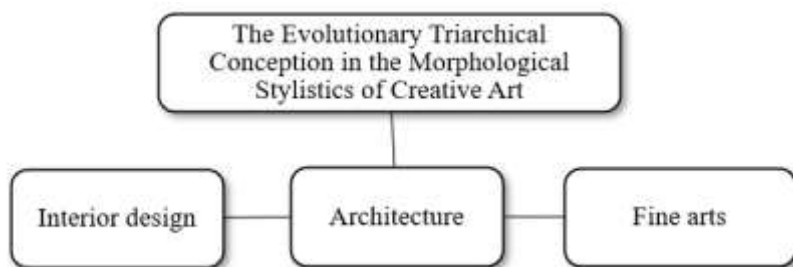 The Evolutionary Triarchical
Conception in the Morphological
Stylistics of Creative Art
Interior design
Architecture
Fine arts